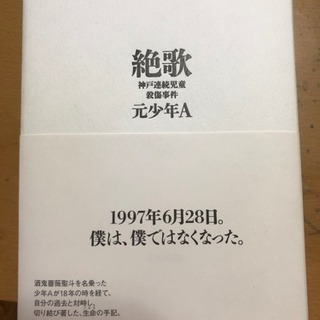 絶歌
神戸連続児童
殺傷事件
元少年A
1997年6月28日。
僕は、僕ではなくなった。
酒鬼薔薇聖斗を名乗った
少年Aが18年の時を経て、
自分の過去と対峙し、
切り結び著した、生命の手記。